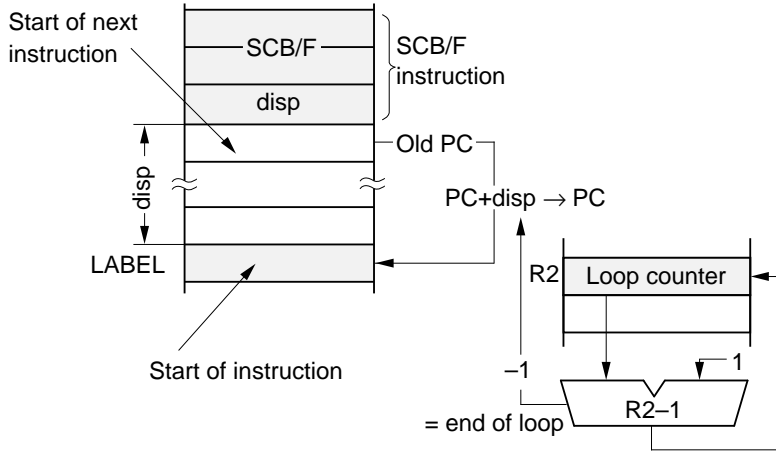 Start of next
instruction
SCB/F
SCB/F
instruction
disp
Old PC
disp
PC+disp → PC
LABEL
R2
Loop counter
Start of instruction
–1
1
R2–1
= end of loop